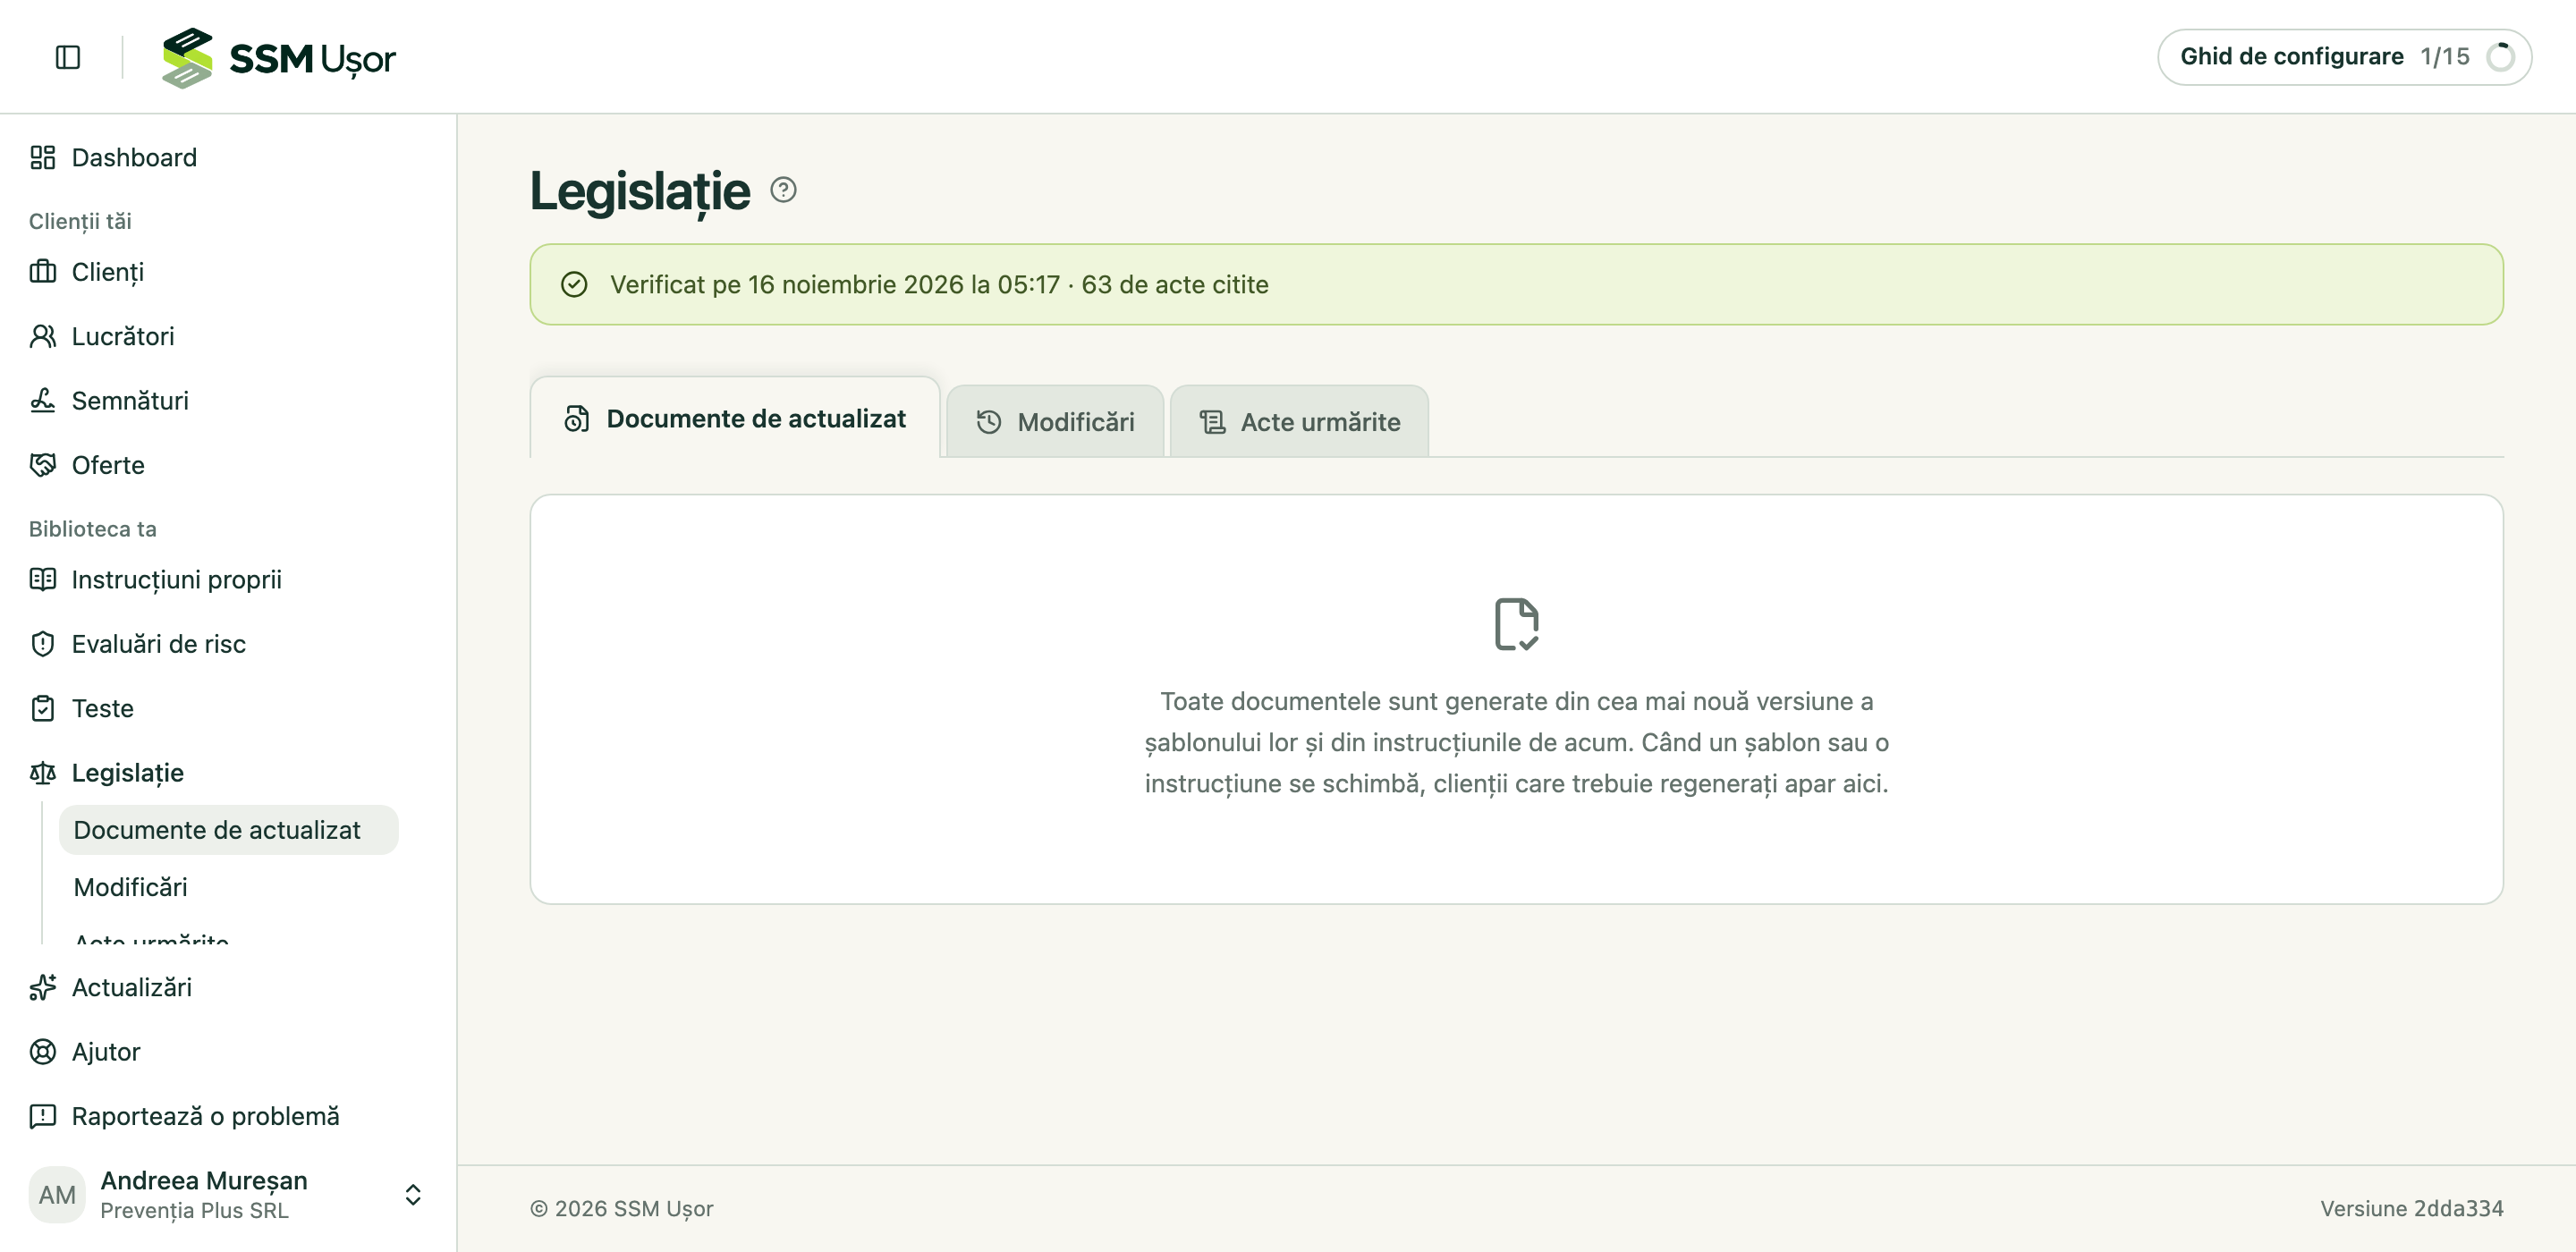 SSM Ușor
Ghid de configurare 1/15
Dashboard
Clienții tăi
Clienți
Lucrători
Semnături
Oferte
Biblioteca ta
Instrucțiuni proprii
Evaluări de risc
Teste
Legislație
Documente de actualizat
Modificări
Acte urmărite
Actualizări
Ajutor
Raportează o problemă
AM
Andreea Mureșan
Prevenția Plus SRL
Legislație
Verificat pe 16 noiembrie 2026 la 05:17 · 63 de acte citite
Documente de actualizat
Modificări
Acte urmărite
Toate documentele sunt generate din cea mai nouă versiune a
șablonului lor și din instrucțiunile de acum. Când un șablon sau o
instrucțiune se schimbă, clienții care trebuie regenerați apar aici.
© 2026 SSM Ușor
Versiune 2dda334